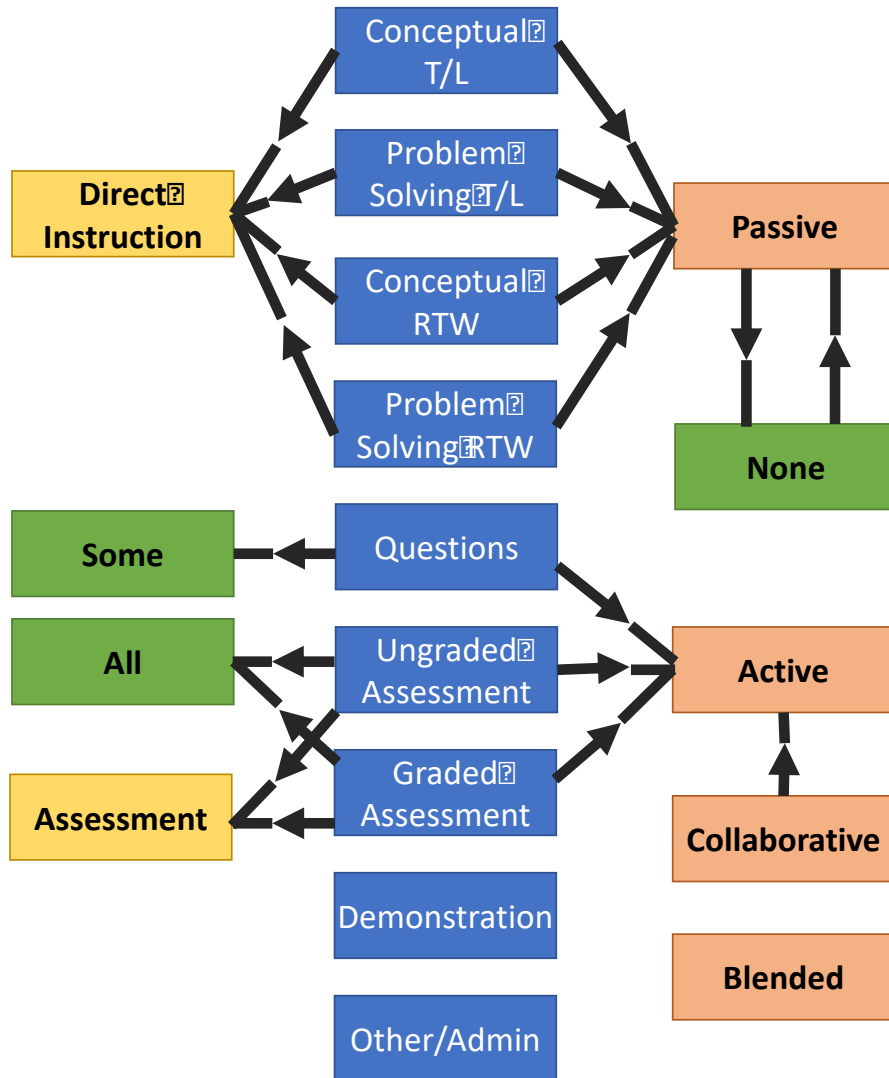 Conceptual
T/L
Problem
Solving T/L
Direct
Instruction
Passive
Conceptual
RTW
Problem
Solving RTW
None
Some
Questions
All
Ungraded
Assessment
Active
Assessment
Graded
Assessment
Collaborative
Demonstration
Blended
Other/Admin